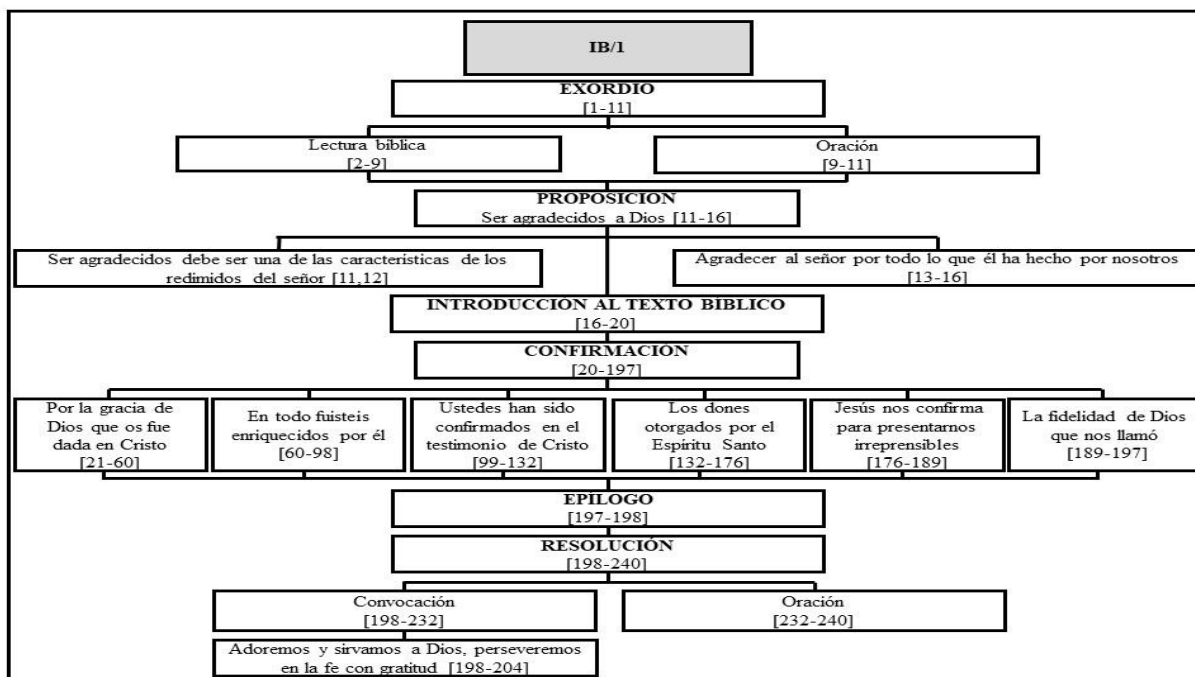 IB/1
EXORDIO
[1-11]
Lectura bíblica
[2-9]
Oración
[9-11]
PROPOSICION
Ser agradecidos a Dios [11-16]
Ser agradecidos debe ser una de las características de los
redimidos del señor [11,12]
Agradecer al señor por todo lo que él ha hecho por nosotros
[13-16]
INTRODUCCIÓN AL TEXTO BÍBLICO
[16-20]
CONFIRMACIÓN
[20-197]
Por la gracia de
Dios que os fue
dada en Cristo
[21-60]
En todo fuisteis
enriquecidos por él
[60-98]
Ustedes han sido
confirmados en el
testimonio de Cristo
[99-132]
Los dones
otorgados por el
Espíritu Santo
[132-176]
Jesús nos confirma
para presentarnos
irreprensibles
[176-189]
La fidelidad de Dios
que nos llamó
[189-197]
EPÍLOGO
[197-198]
RESOLUCIÓN
[198-240]
Convocación
[198-232]
Oración
[232-240]
Adoremos y sirvamos a Dios, perseveremos
en la fe con gratitud [198-204]